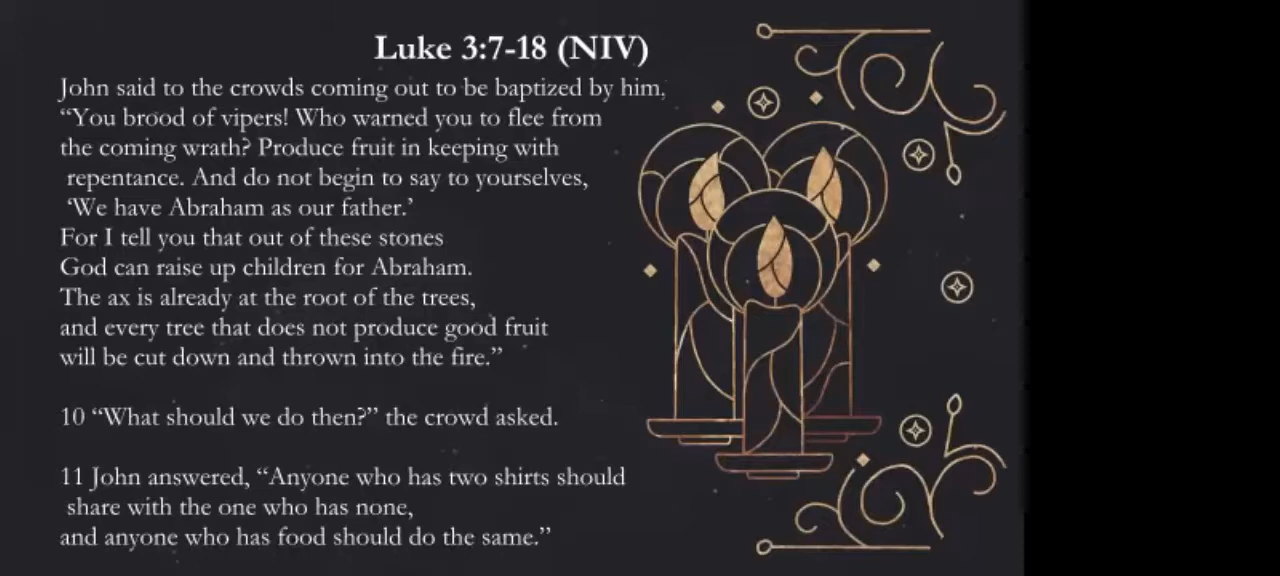 Luke 3:7-18 (NIV)
John said to the crowds coming out to be baptized by him,
“You brood of vipers! Who warned you to flee from
the coming wrath? Produce fruit in keeping with
repentance. And do not begin to say to yourselves,
‘We have Abraham as our father.’
For I tell you that out of these stones
God can raise up children for Abraham.
The ax is already at the root of the trees,
and every tree that does not produce good fruit
will be cut down and thrown into the fire.”
10 “What should we do then?” the crowd asked.
11 John answered, “Anyone who has two shirts should
share with the one who has none,
and anyone who has food should do the same.”